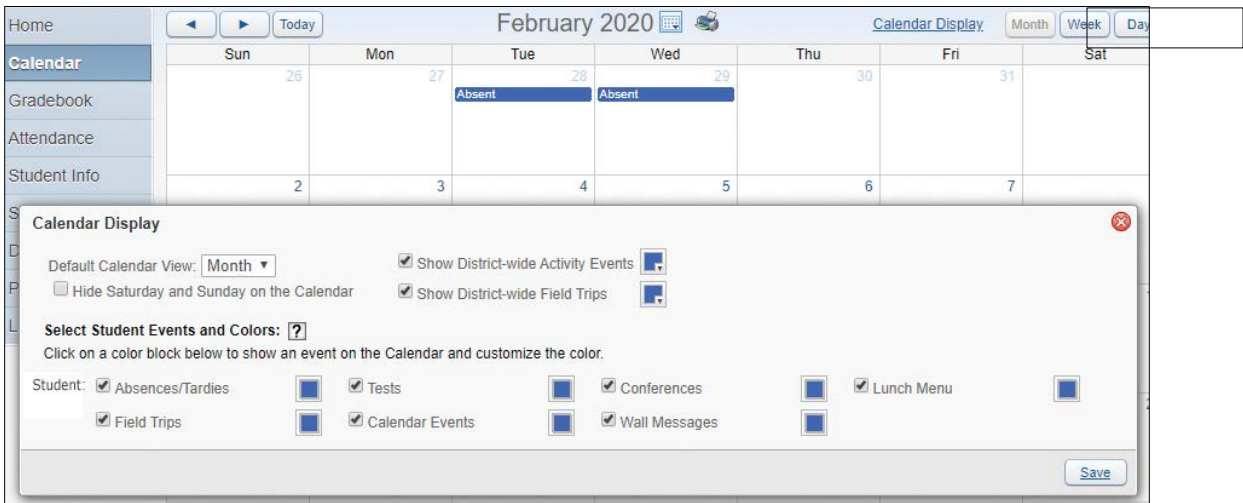 Home
Calendar
Gradebook
Attendance
Student Info
S
D
P
L
Today
February 2020
Calendar Display
Month
Week
Day
Sun Mon Tue Wed Thu Fri Sat
26 27 28 29 30 31
Absent Absent
2 3 4 5 6 7
Calendar Display
Default Calendar View: Month
Show District-wide Activity Events
Hide Saturday and Sunday on the Calendar
Show District-wide Field Trips
Select Student Events and Colors: ?
Click on a color block below to show an event on the Calendar and customize the color.
Student: Absences/Tardies Tests Conferences Lunch Menu
Field Trips Calendar Events Wall Messages
Save